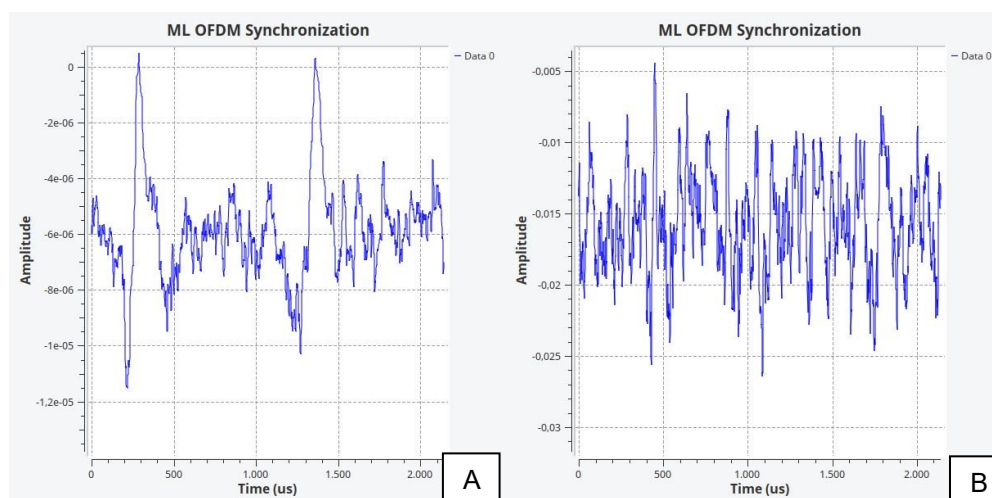 ML OFDM Synchronization
Data 0
Amplitude
0
-2e-06
-4e-06
-6e-06
-8e-06
-1e-05
-1,2e-05
0
500
1.000
1.500
2.000
Time (us)
A
ML OFDM Synchronization
Data 0
Amplitude
-0,005
-0,01
-0,015
-0,02
-0,025
-0,03
0
500
1.000
1.500
2.000
Time (us)
B